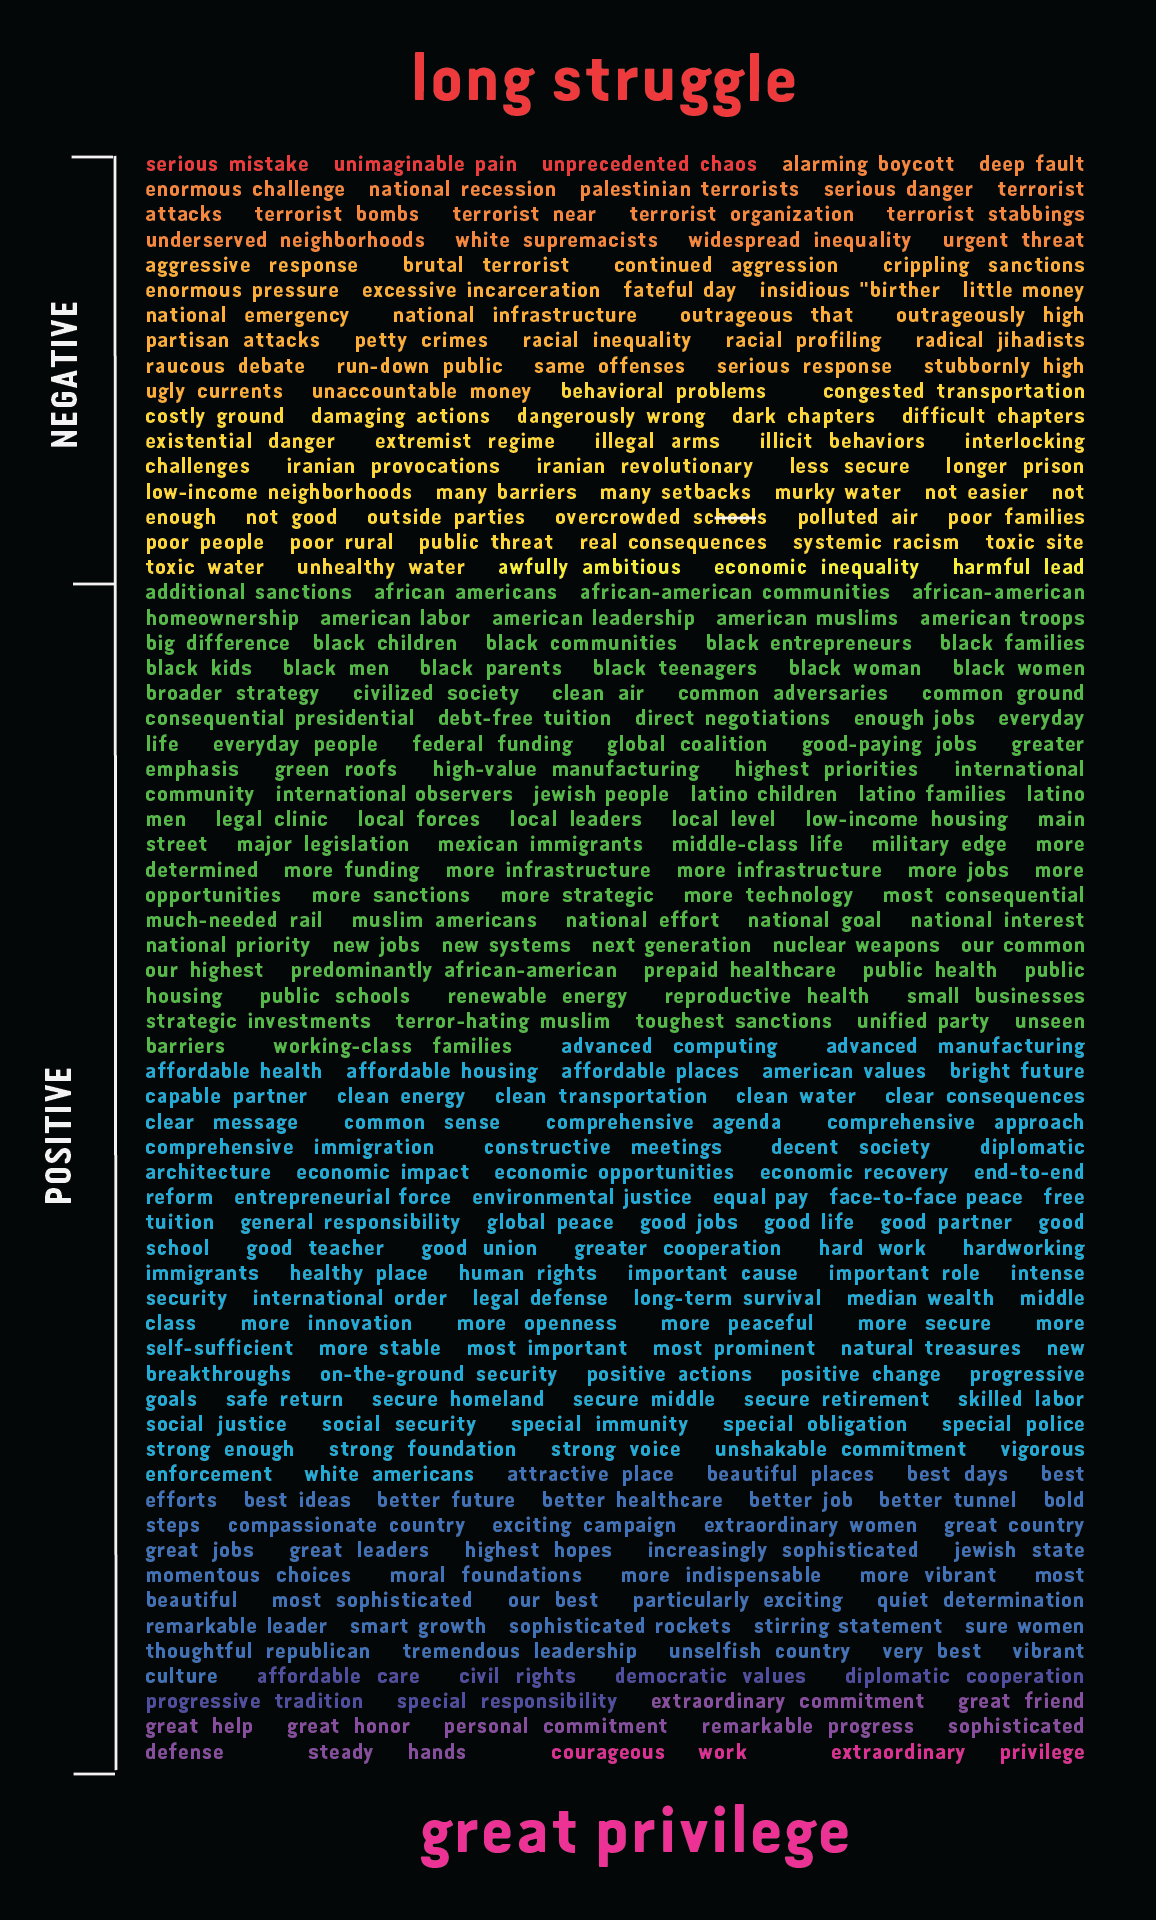 long struggle
serious mistake unimaginable pain unprecedented chaos alarming boycott deep fault
enormous challenge national recession palestinian terrorists serious danger terrorist
attacks terrorist bombs terrorist near terrorist organization terrorist stabbings
underserved neighborhoods white supremacists widespread inequality urgent threat
aggressive response brutal terrorist continued aggression crippling sanctions
enormous pressure excessive incarceration fateful day insidious "birther little money
national emergency national infrastructure outrageous that outrageously high
partisan attacks petty crimes racial inequality racial profiling radical jihadists
raucous debate run-down public same offenses serious response stubbornly high
ugly currents unaccountable money behavioral problems congested transportation
costly ground damaging actions dangerously wrong dark chapters difficult chapters
existential danger extremist regime illegal arms illicit behaviors interlocking
challenges iranian provocations iranian revolutionary less secure longer prison
low-income neighborhoods many barriers many setbacks murky water not easier not
enough not good outside parties overcrowded schools polluted air poor families
poor people poor rural public threat real consequences systemic racism toxic site
toxic water unhealthy water awfully ambitious economic inequality harmful lead
NEGATIVE
additional sanctions african americans african-american communities african-american
homeownership american labor american leadership american muslims american troops
big difference black children black communities black entrepreneurs black families
black kids black men black parents black teenagers black woman black women
broader strategy civilized society clean air common adversaries common ground
consequential presidential debt-free tuition direct negotiations enough jobs everyday
life everyday people federal funding global coalition good-paying jobs greater
emphasis green roofs high-value manufacturing highest priorities international
community international observers jewish people latino children latino families latino
men legal clinic local forces local leaders local level low-income housing main
street major legislation mexican immigrants middle-class life military edge more
determined more funding more infrastructure more infrastructure more jobs more
opportunities more sanctions more strategic more technology most consequential
much-needed rail muslim americans national effort national goal national interest
national priority new jobs new systems next generation nuclear weapons our common
our highest predominantly african-american prepaid healthcare public health public
housing public schools renewable energy reproductive health small businesses
strategic investments terror-hating muslim toughest sanctions unified party unseen
barriers working-class families advanced computing advanced manufacturing
affordable health affordable housing affordable places american values bright future
capable partner clean energy clean transportation clean water clear consequences
clear message common sense comprehensive agenda comprehensive approach
comprehensive immigration constructive meetings decent society diplomatic
architecture economic impact economic opportunities economic recovery end-to-end
reform entrepreneurial force environmental justice equal pay face-to-face peace free
tuition general responsibility global peace good jobs good life good partner good
school good teacher good union greater cooperation hard work hardworking
immigrants healthy place human rights important cause important role intense
security international order legal defense long-term survival median wealth middle
class more innovation more openness more peaceful more secure more
self-sufficient more stable most important most prominent natural treasures new
breakthroughs on-the-ground security positive actions positive change progressive
goals safe return secure homeland secure middle secure retirement skilled labor
social justice social security special immunity special obligation special police
strong enough strong foundation strong voice unshakable commitment vigorous
enforcement white americans attractive place beautiful places best days best
efforts best ideas better future better healthcare better job better tunnel bold
steps compassionate country exciting campaign extraordinary women great country
great jobs great leaders highest hopes increasingly sophisticated jewish state
momentous choices moral foundations more indispensable more vibrant most
beautiful most sophisticated our best particularly exciting quiet determination
remarkable leader smart growth sophisticated rockets stirring statement sure women
thoughtful republican tremendous leadership unselfish country very best vibrant
culture affordable care civil rights democratic values diplomatic cooperation
progressive tradition special responsibility extraordinary commitment great friend
great help great honor personal commitment remarkable progress sophisticated
defense steady hands courageous work extraordinary privilege
POSITIVE
great privilege